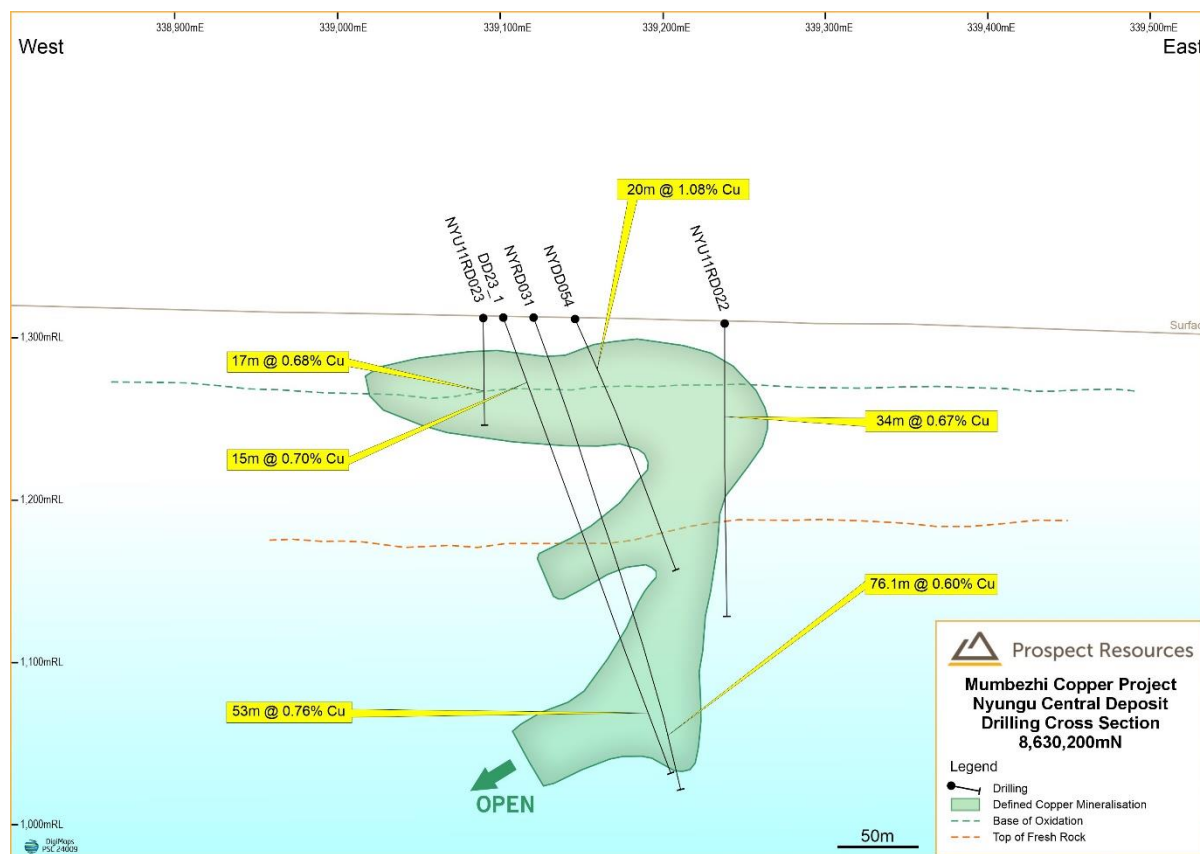 338,900mE
339,000mE
339,100mE
339,200mE
339,300mE
339,400mE
339,500mE
West
East
20m @ 1.08% Cu
NYU11RD023
DD23_1
NYRD031
NYDD054
NYU11RD022
Surfac
1,300mRL
17m @ 0.68% Cu
34m @ 0.67% Cu
15m @ 0.70% Cu
1,200mRL
76.1m @ 0.60% Cu
1,100mRL
53m @ 0.76% Cu
OPEN
1,000mRL
Prospect Resources
Mumbezhi Copper Project
Nyungu Central Deposit
Drilling Cross Section
8,630,200mN
Legend
Drilling
Defined Copper Mineralisation
Base of Oxidation
Top of Fresh Rock
50m
DigiMaps
PSC 24009